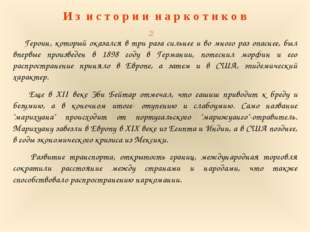 Из истории наркотиков
Героин, который оказался в три раза сильнее и во много раз опаснее, был
впервые произведен в 1898 году в Германии, потеснил морфин и его
распространение приняло в Европе, а затем и в США, эпидемический
характер.
Еще в XII веке Эби Бейтар отмечал, что гашиш приводит к бреду и
безумию, а в конечном итоге отупению и слабоумию. Само название
"марихуана" происходит от португальского "марижуанго"-отравитель.
Марихуану завезли в Европу в XIX веке из Египта и Индии, а в США позднее,
в годы экономического кризиса из Мексики.
Развитие транспорта, открытость границ, международная торговля
сократили расстояние между странами и народами, что также
способствовало распространению наркомании.